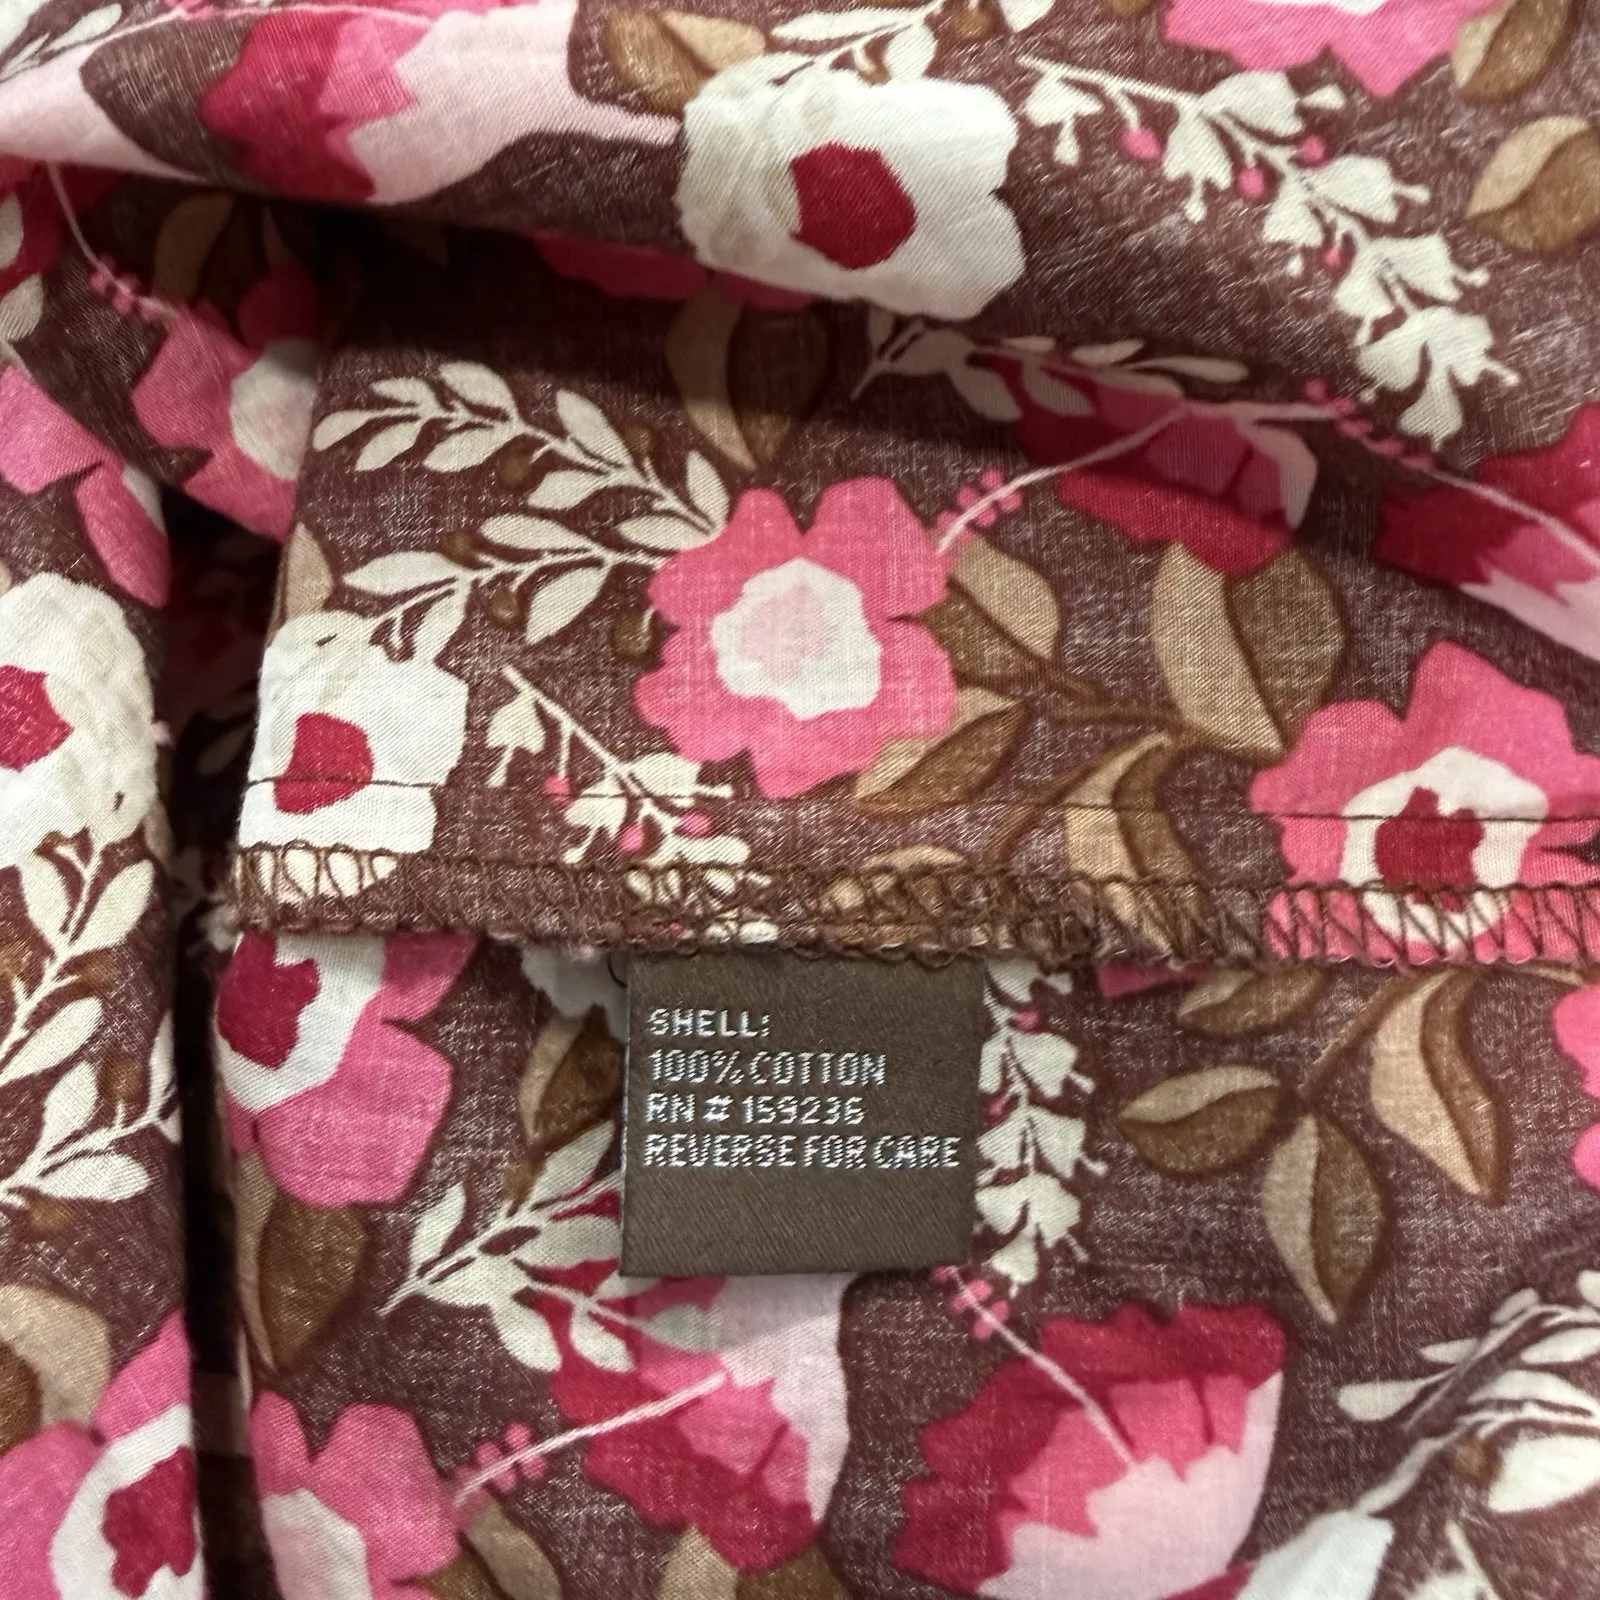 SHELL:
100% COTTON
RN # 159236
REVERSE FOR CARE